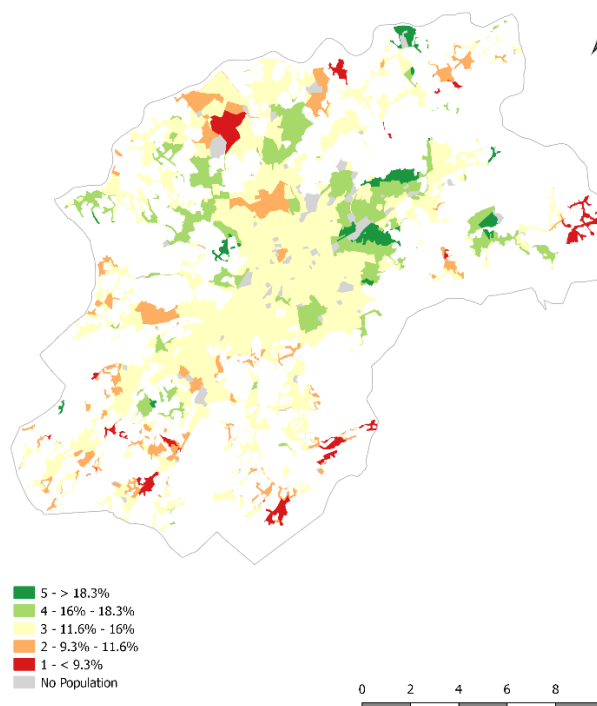 5 - > 18.3%
4 - 16% - 18.3%
3 - 11.6% - 16%
2 - 9.3% - 11.6%
1 - < 9.3%
No Population
0 2 4 6 8